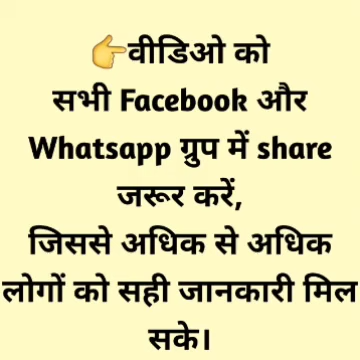 👉वीडिओ को
सभी Facebook और
Whatsapp ग्रुप में share
जरूर करें,
जिससे अधिक से अधिक
लोगों को सही जानकारी मिल
सके।